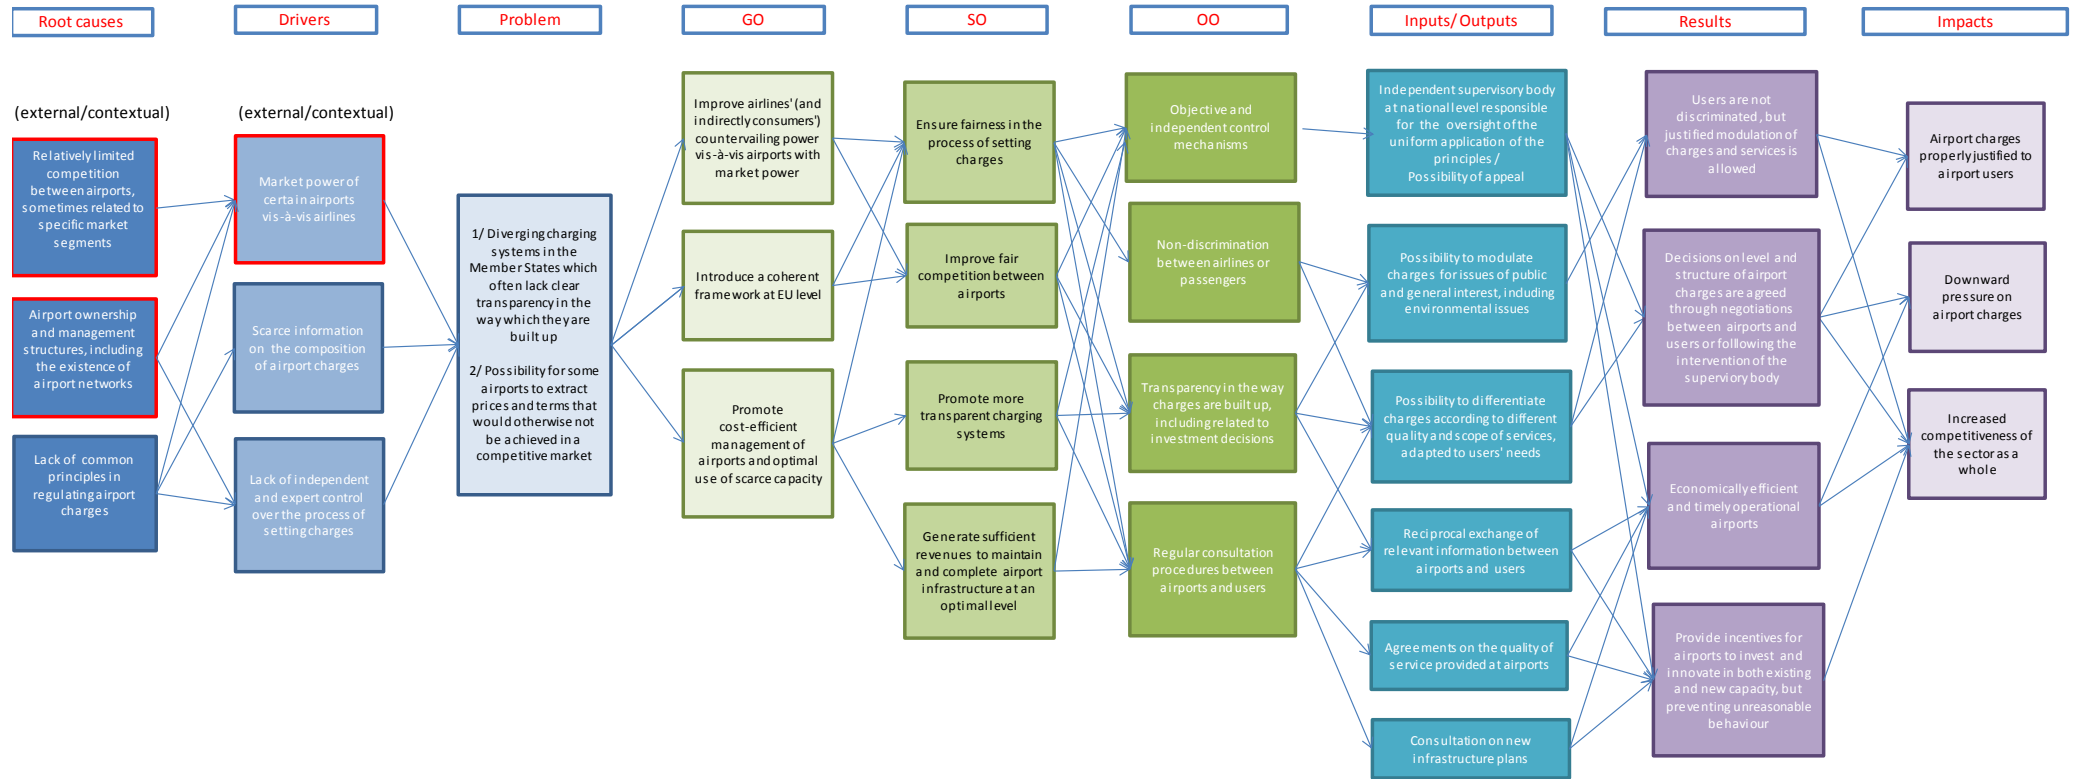 Root causes
Drivers
Problem
GO
SO
OO
Inputs/ Outputs
Results
Impacts
(external/contextual)
(external/contextual)
Relatively limited
competition
between airports,
sometimes related to
specific market
segments
Airport ownership
and management
structures, including
the existence of
airport networks
Lack of common
principles in
regulating airport
charges
Market power of
certain airports
vis-à-vis airlines
Scarce information
on the composition
of airport charges
Lack of independent
and expert control
over the process of
setting charges
1/ Diverging charging
systems in the
Member States which
often lack clear
transparency in the
way which they are
built up
2/ Possibility for some
airports to extract
prices and terms that
would otherwise not
be achieved in a
competitive market
Improve airlines' (and
indirectly consumers')
countervailing power
vis-à-vis airports with
market power
Introduce a coherent
framework at EU level
Promote
cost-efficient
management of
airports and optimal
use of scarce capacity
Ensure fairness in the
process of setting
charges
Improve fair
competition between
airports
Promote more
transparent charging
systems
Generate sufficient
revenues to maintain
and complete airport
infrastructure at an
optimal level
Objective and
independent control
mechanisms
Non-discrimination
between airlines or
passengers
Transparency in the way
charges are built up,
including related to
investment decisions
Regular consultation
procedures between
airports and users
Independent supervisory body
at national level responsible
for the oversight of the
uniform application of the
principles /
Possibility of appeal
Possibility to modulate
charges for issues of public
and general interest, including
environmental issues
Possibility to differentiate
charges according to different
quality and scope of services,
adapted to users' needs
Reciprocal exchange of
relevant information between
airports and users
Agreements on the quality of
service provided at airports
Consultation on new
infrastructure plans
Users are not
discriminated, but
justified modulation of
charges and services is
allowed
Decisions on level and
structure of airport
charges are agreed
through negotiations
between airports and
users or folllowing the
intervention of the
superviory body
Economically efficient
and timely operational
airports
Provide incentives for
airports to invest and
innovate in both existing
and new capacity, but
preventing unreasonable
behaviour
Airport charges
properly justified to
airport users
Downward
pressure on
airport charges
Increased
competitiveness of
the sector as a
whole